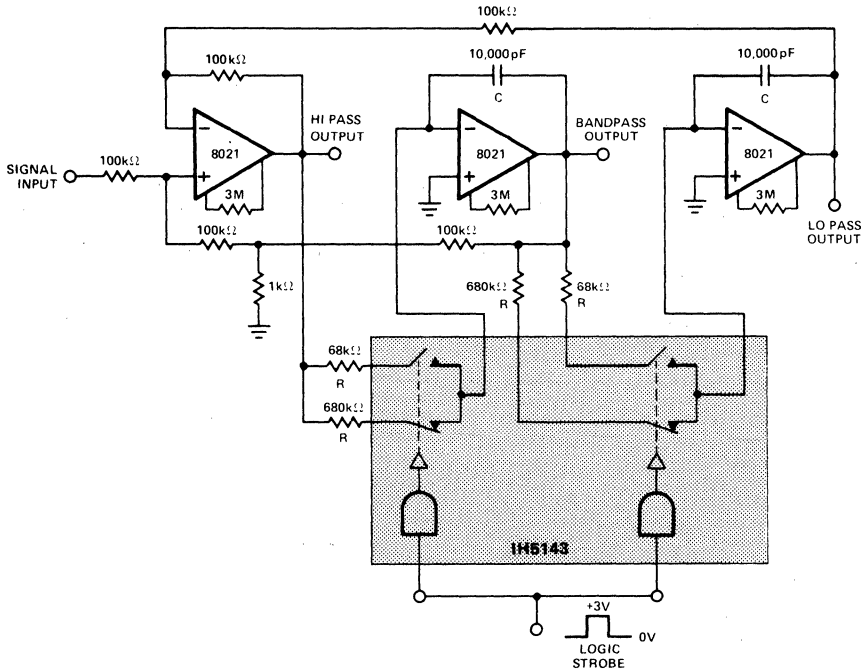 100kΩ
100kΩ
10,000pF
C
10,000pF
C
HI PASS
OUTPUT
BANDPASS
OUTPUT
8021
8021
8021
SIGNAL
INPUT
100kΩ
3M
3M
3M
LO PASS
OUTPUT
100kΩ
100kΩ
1kΩ
680kΩ
R
68kΩ
R
68kΩ
R
680kΩ
R
IH5143
+3V
0V
LOGIC
STROBE